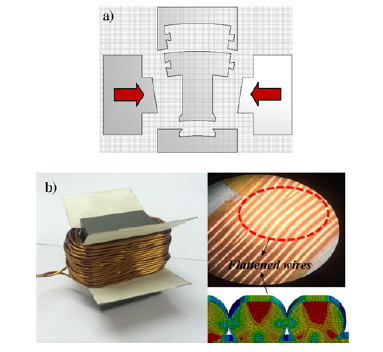 a)
b)
Flattened wires